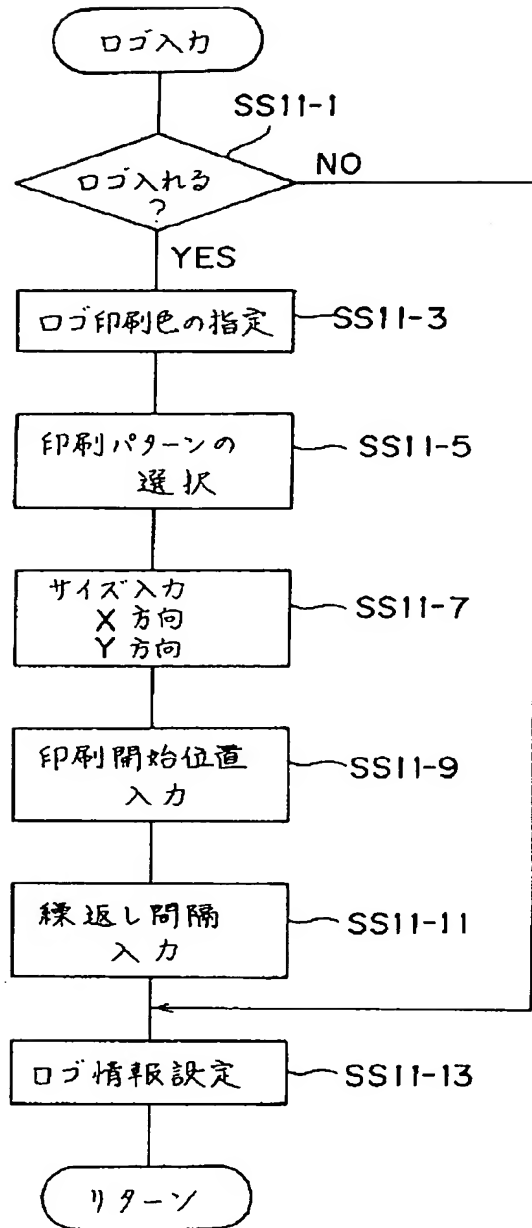 ロゴ入力
SS11-1
ロゴ入れる
?
NO
YES
ロゴ印刷色の指定
SS11-3
印刷パターンの
選択
SS11-5
サイズ入力
X 方向
Y 方向
SS11-7
印刷開始位置
入力
SS11-9
繰返し間隔
入力
SS11-11
ロゴ情報設定
SS11-13
リターン